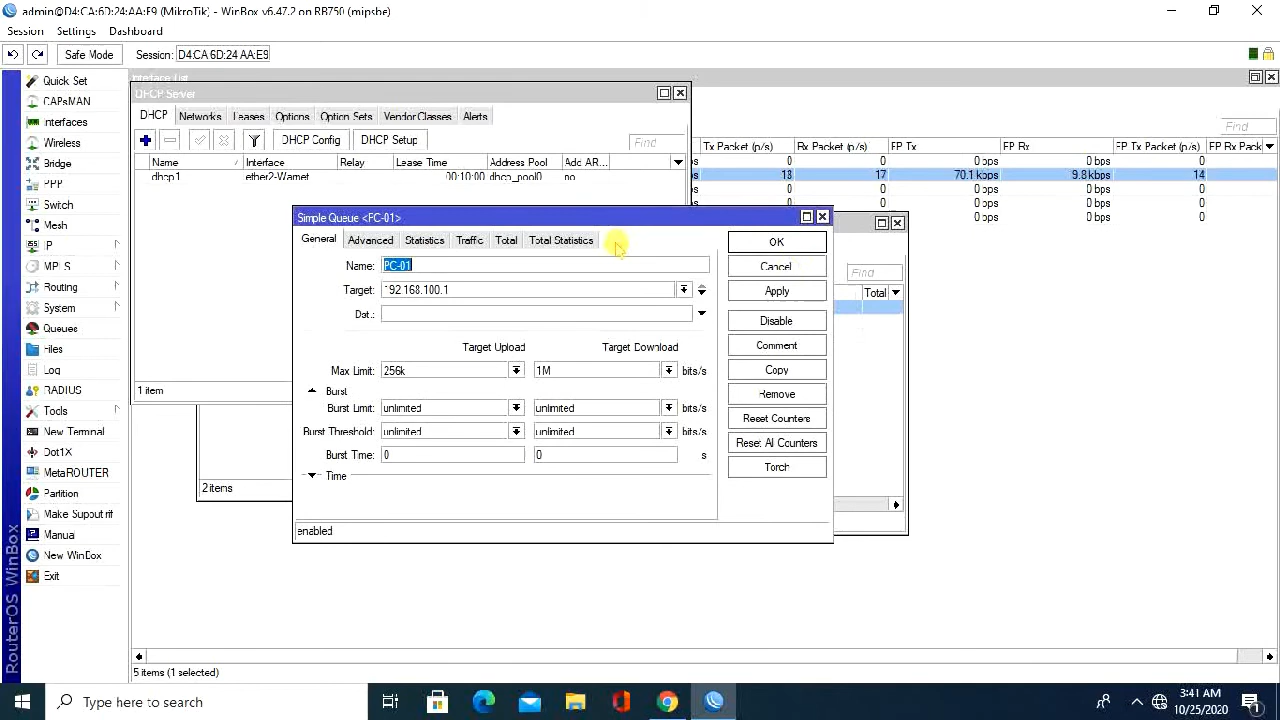 admin@D4:CA:6D:24:AA:E9 (MikroTik) - WinBox v6.47.2 on RB750 (mipsbe)
Session Settings Dashboard
Safe Mode Session: D4:CA:6D:24:AA:E9
Quick Set
CAPsMAN
Interfaces
Wireless
Bridge
PPP
Switch
Mesh
IP
MPLS
Routing
System
Queues
Files
Log
RADIUS
Tools
New Terminal
Dot1X
MetaROUTER
Partition
Make Supout.rif
Manual
New WinBox
Exit
RouterOS WinBox
Interface List
DHCP Server
DHCP Networks Leases Options Option Sets Vendor Classes Alerts
DHCP Config DHCP Setup Find
Name Interface Relay Lease Time Address Pool Add AR...
dhcp1 ether2-Warnet 00:10:00 dhcp_pool0 no
1 item
2 items
Find
Tx Packet (p/s) Rx Packet (p/s) FP Tx FP Rx FP Tx Packet (p/s) FP Rx Pack
0 0 0 bps 0 bps 0
18 17 70.1 kbps 9.8 kbps 14
0 0 0 bps 0 bps 0
0 0 0 bps 0 bps 0
0 0 0 bps 0 bps 0
Find
Total
Simple Queue <PC-01>
General Advanced Statistics Traffic Total Total Statistics
Name: PC-01
Target: 192.168.100.1
Dst.:
Target Upload Target Download
Max Limit: 256k 1M bits/s
Burst
Burst Limit: unlimited unlimited bits/s
Burst Threshold: unlimited unlimited bits/s
Burst Time: 0 0 s
Time
enabled
OK
Cancel
Apply
Disable
Comment
Copy
Remove
Reset Counters
Reset All Counters
Torch
5 items (1 selected)
Type here to search
3:41 AM
10/25/2020
1